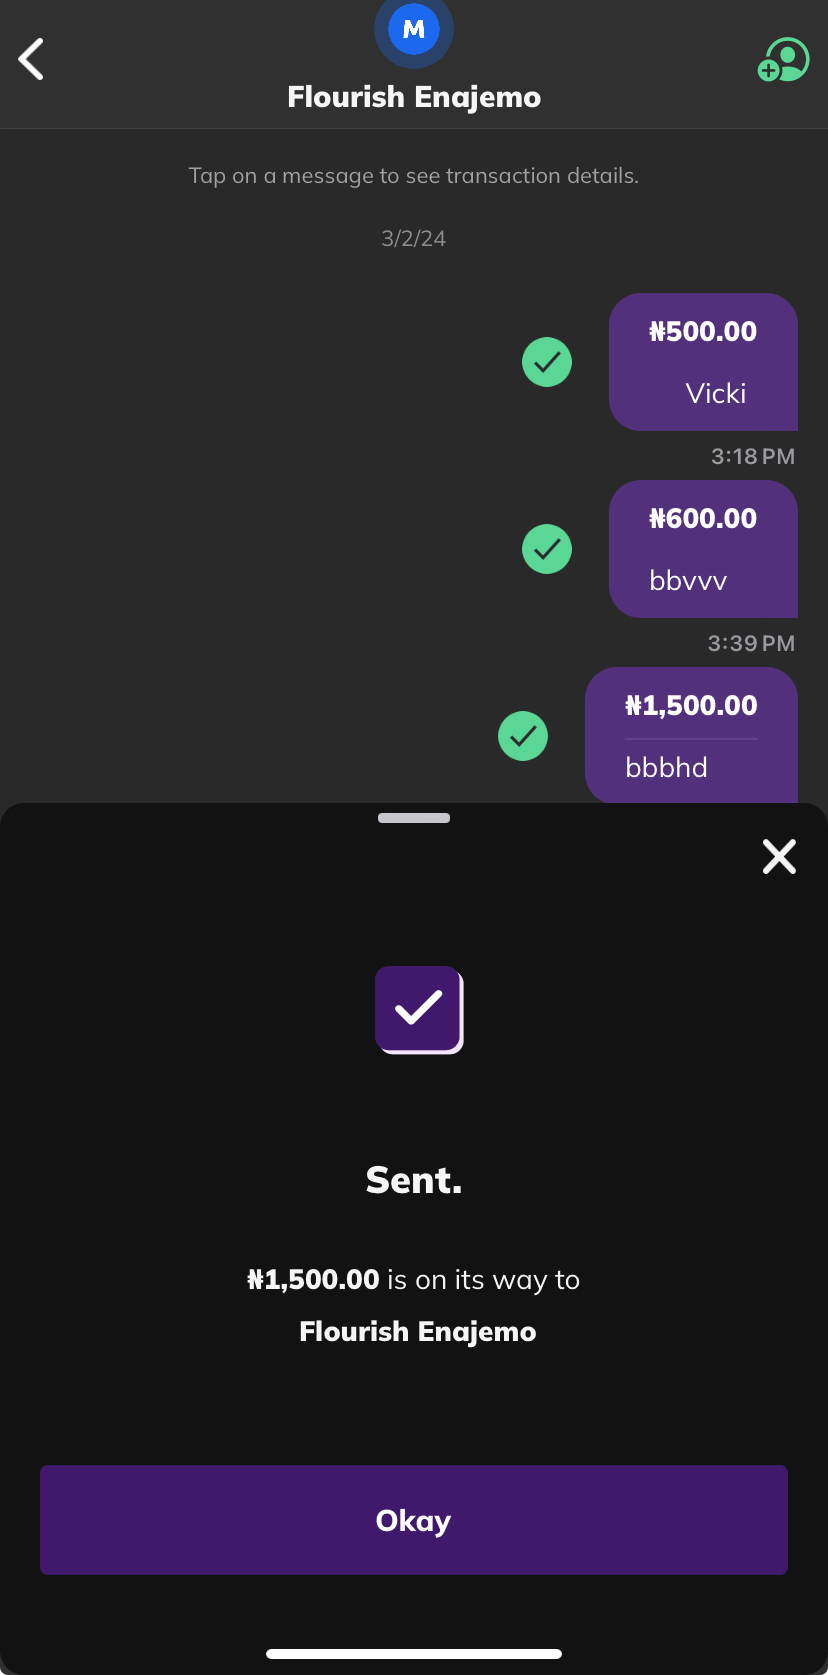 M
Flourish Enajemo
Tap on a message to see transaction details.
3/2/24
₦500.00
Vicki
3:18 PM
₦600.00
bbvvv
3:39 PM
₦1,500.00
bbbhd
Sent.
₦1,500.00 is on its way to
Flourish Enajemo
Okay